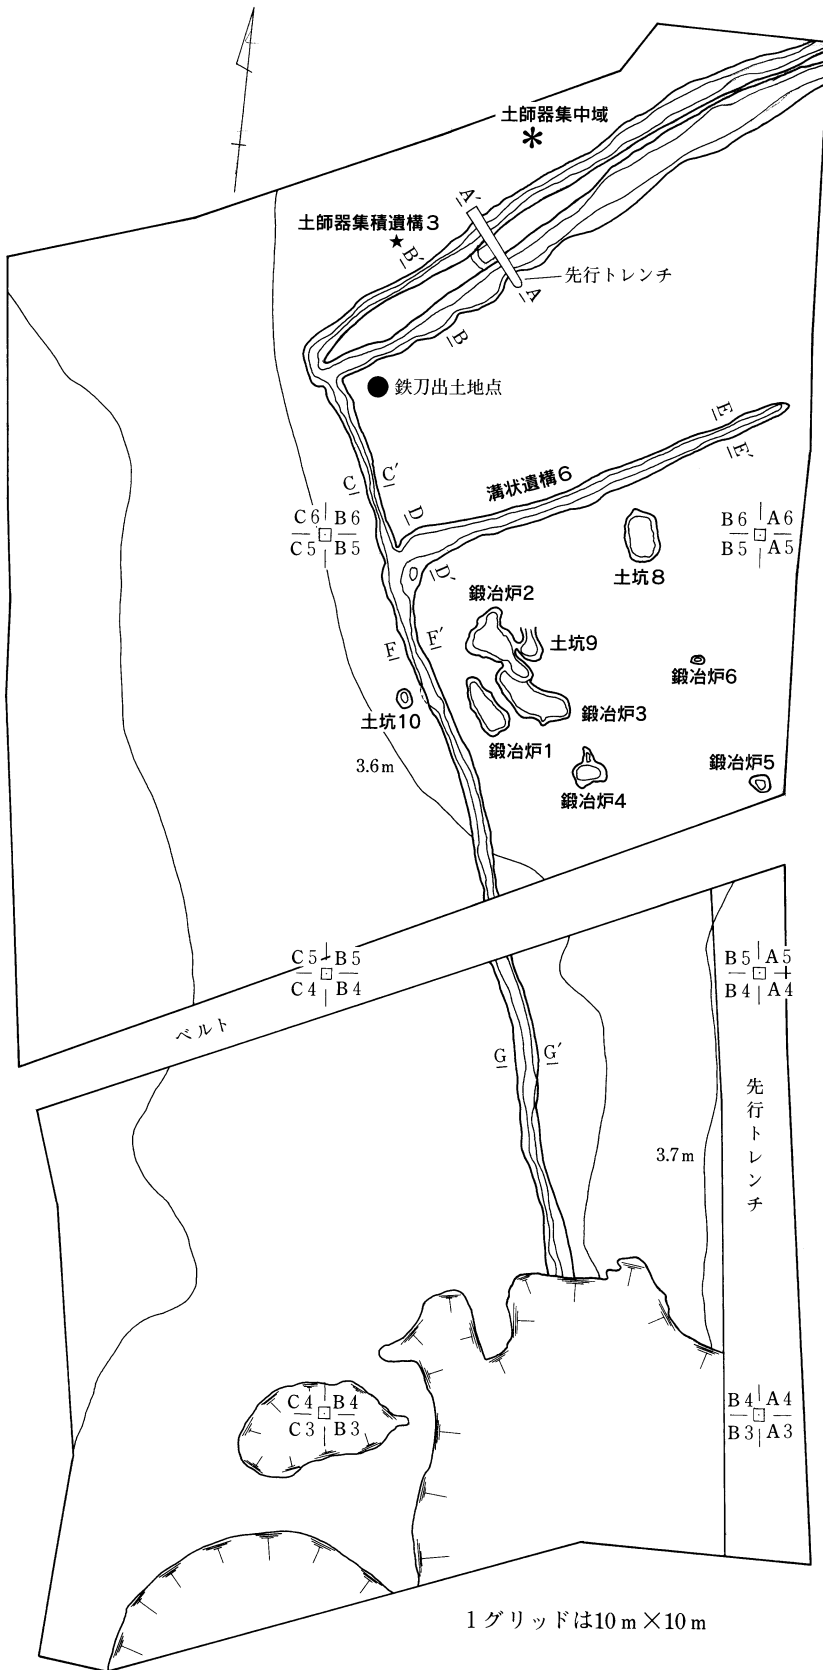 土師器集中域
*
A′
土師器集積遺構3
★
B′
先行トレンチ
A
B
鉄刀出土地点
E
E′
C
C′
溝状遺構6
D
C6 B6
C5 B5
B6 A6
B5 A5
D′
土坑8
鍛冶炉2
F
F′
土坑9
鍛冶炉6
土坑10
鍛冶炉3
鍛冶炉1
3.6m
鍛冶炉5
鍛冶炉4
C5 B5
C4 B4
B5 A5
B4 A4
ベルト
G
G′
先行トレンチ
3.7m
C4 B4
C3 B3
B4 A4
B3 A3
1グリッドは10m×10m